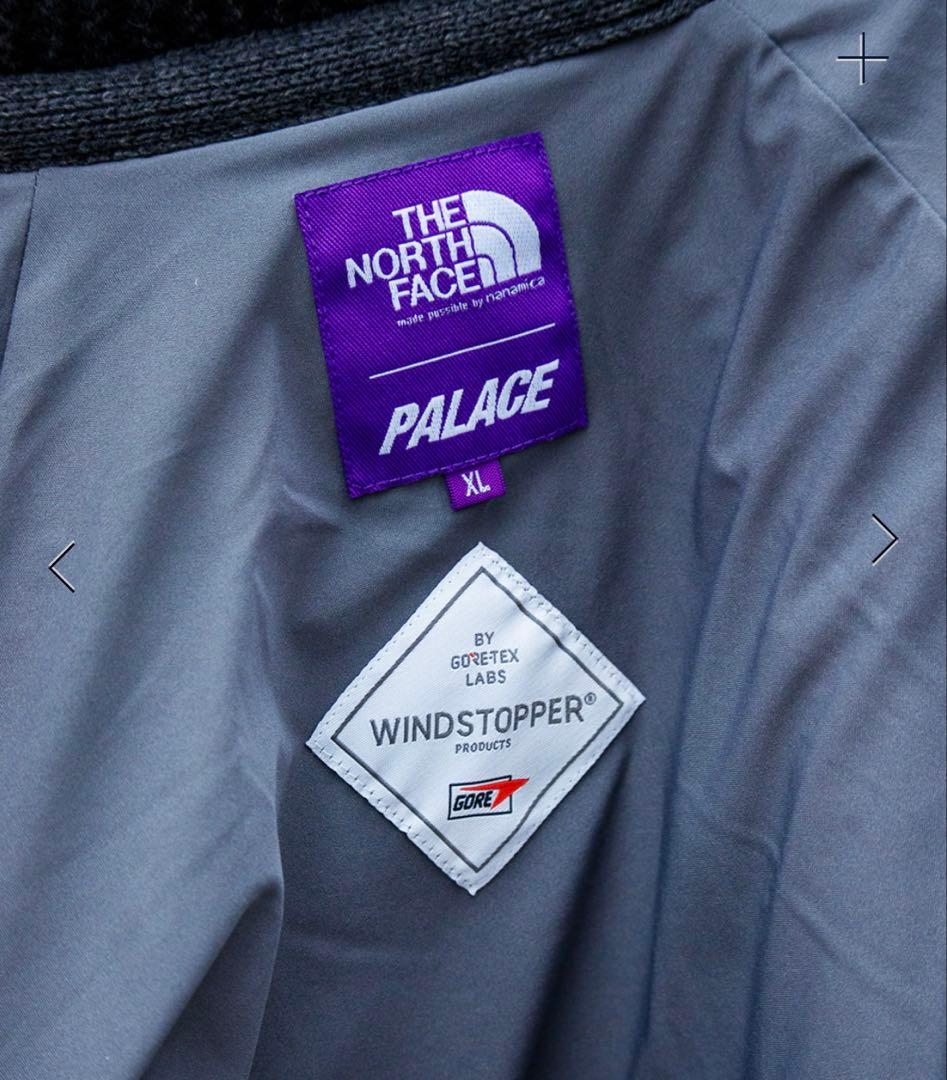 THE
NORTH
FACE
made possible by nanamica
PALACE
XL
BY
GORE-TEX
LABS
WINDSTOPPER®
PRODUCTS
GORE